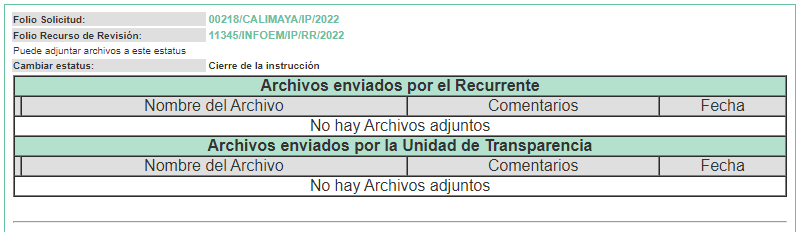 Folio Solicitud: 00218/CALIMAYA/IP/2022
Folio Recurso de Revisión: 11345/INFOEM/IP/RR/2022
Puede adjuntar archivos a este estatus
Cambiar estatus: Cierre de la instrucción
Archivos enviados por el Recurrente
Nombre del Archivo Comentarios Fecha
No hay Archivos adjuntos
Archivos enviados por la Unidad de Transparencia
Nombre del Archivo Comentarios Fecha
No hay Archivos adjuntos